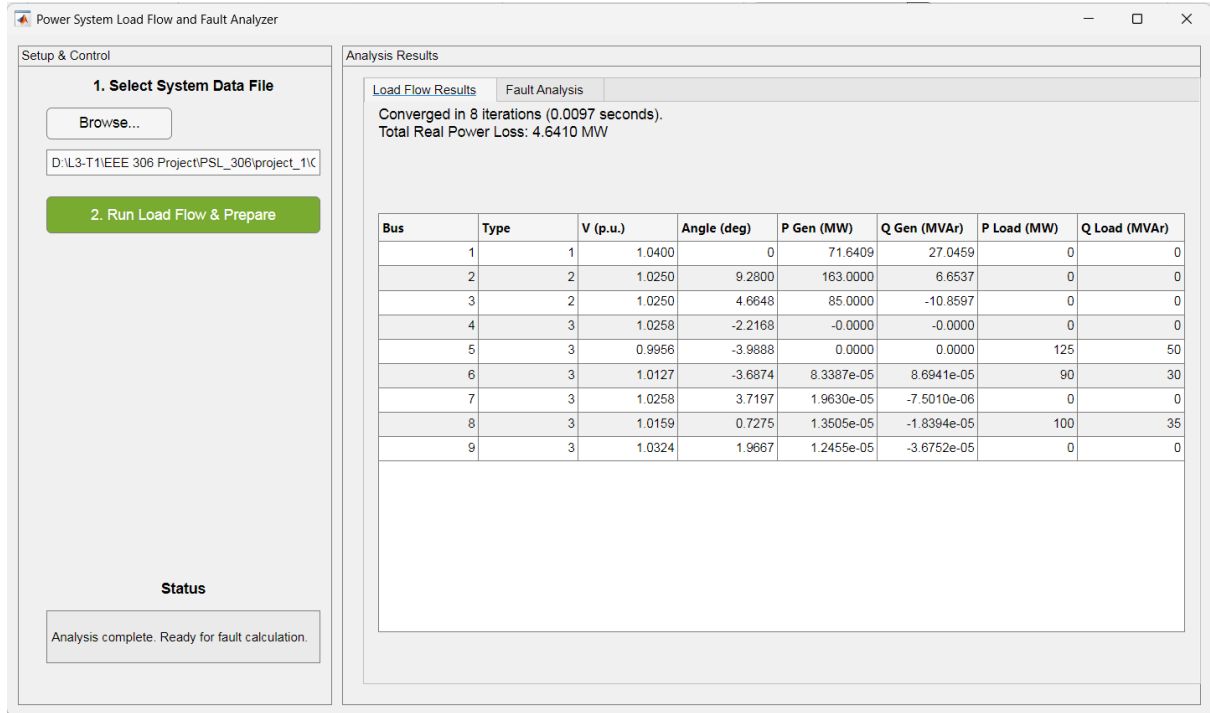 Power System Load Flow and Fault Analyzer
Setup & Control
1. Select System Data File
Browse...
D:\L3-T1\EEE 306 Project\PSL_306\project_1\
2. Run Load Flow & Prepare
Status
Analysis complete. Ready for fault calculation.
Analysis Results
Load Flow Results Fault Analysis
Converged in 8 iterations (0.0097 seconds).
Total Real Power Loss: 4.6410 MW
Bus Type V (p.u.) Angle (deg) P Gen (MW) Q Gen (MVAr) P Load (MW) Q Load (MVAr)
1 1 1.0400 0 71.6409 27.0459 0 0
2 2 1.0250 9.2800 163.0000 6.6537 0 0
3 2 1.0250 4.6648 85.0000 -10.8597 0 0
4 3 1.0258 -2.2168 -0.0000 -0.0000 0 0
5 3 0.9956 -3.9888 0.0000 0.0000 125 50
6 3 1.0127 -3.6874 8.3387e-05 8.6941e-05 90 30
7 3 1.0258 3.7197 1.9630e-05 -7.5010e-06 0 0
8 3 1.0159 0.7275 1.3505e-05 -1.8394e-05 100 35
9 3 1.0324 1.9667 1.2455e-05 -3.6752e-05 0 0